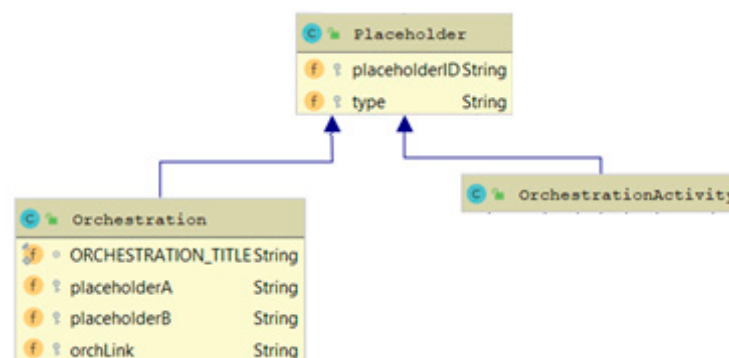 Placeholder
placeholderID String
type String
OrchestrationActivity
Orchestration
ORCHESTRATION_TITLE String
placeholderA String
placeholderB String
orchLink String